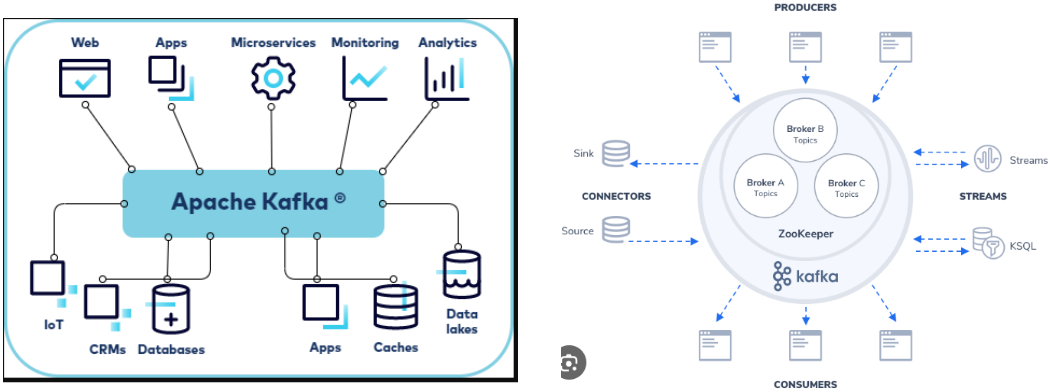 Web
Apps
Microservices
Monitoring
Analytics
Apache Kafka ®
IoT
CRMs
Databases
Apps
Caches
Data
lakes
PRODUCERS
Broker B
Topics
Broker A
Topics
Broker C
Topics
ZooKeeper
kafka
Sink
CONNECTORS
Source
Streams
STREAMS
KSQL
CONSUMERS